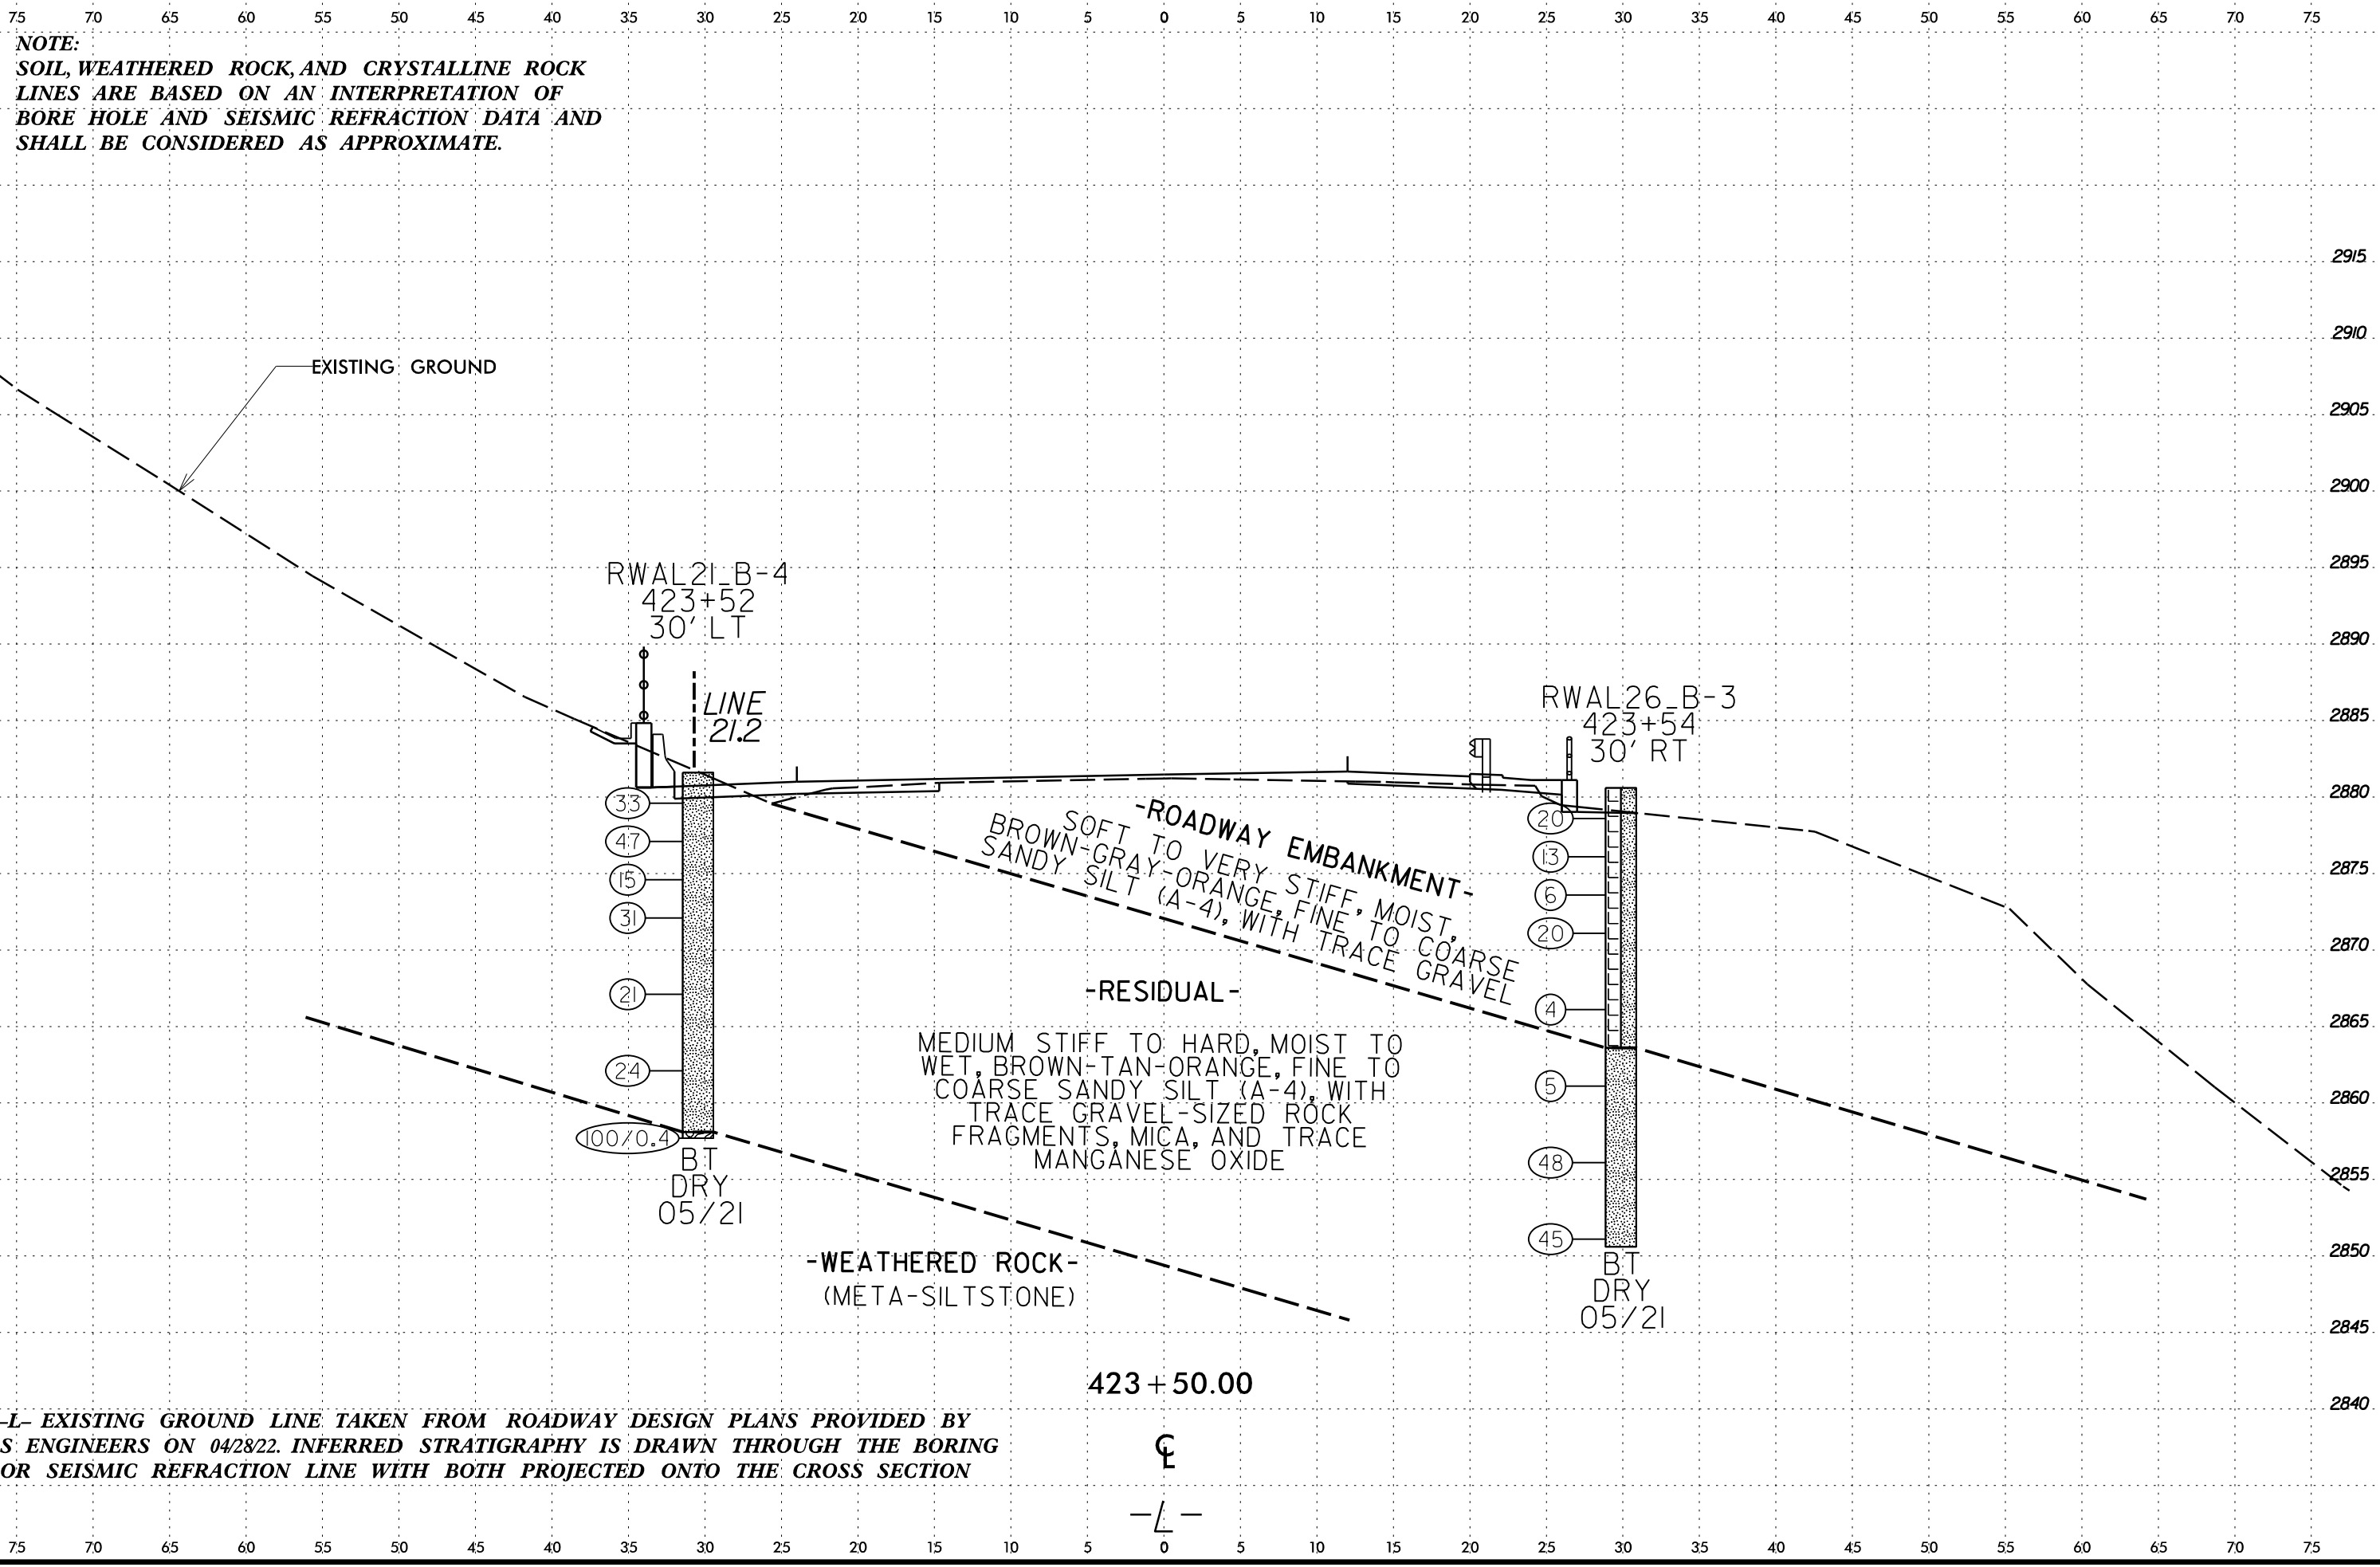 75 70 65 60 55 50 45 40 35 30 25 20 15 10 5 0 5 10 15 20 25 30 35 40 45 50 55 60 65 70 75
NOTE:
SOIL, WEATHERED ROCK, AND CRYSTALLINE ROCK
LINES ARE BASED ON AN INTERPRETATION OF
BORE HOLE AND SEISMIC REFRACTION DATA AND
SHALL BE CONSIDERED AS APPROXIMATE.
2915
2910
2905
2900
2895
2890
2885
2880
2875
2870
2865
2860
2855
2850
2845
2840
EXISTING GROUND
RWAL21_B-4
423+52
30' LT
LINE
21.2
33
47
15
31
21
24
100/0.4
BT
DRY
05/21
RWAL26_B-3
423+54
30' RT
20
13
6
20
4
5
48
45
BT
DRY
05/21
-ROADWAY EMBANKMENT-
SOFT TO VERY STIFF, MOIST,
BROWN-GRAY-ORANGE, FINE TO COARSE
SANDY SILT (A-4), WITH TRACE GRAVEL
-RESIDUAL-
MEDIUM STIFF TO HARD, MOIST TO
WET, BROWN-TAN-ORANGE, FINE TO
COARSE SANDY SILT (A-4), WITH
TRACE GRAVEL-SIZED ROCK
FRAGMENTS, MICA, AND TRACE
MANGANESE OXIDE
-WEATHERED ROCK-
(META-SILTSTONE)
423+50.00
-L- EXISTING GROUND LINE TAKEN FROM ROADWAY DESIGN PLANS PROVIDED BY
S ENGINEERS ON 04/28/22. INFERRED STRATIGRAPHY IS DRAWN THROUGH THE BORING
OR SEISMIC REFRACTION LINE WITH BOTH PROJECTED ONTO THE CROSS SECTION
℄
-L-
75 70 65 60 55 50 45 40 35 30 25 20 15 10 5 0 5 10 15 20 25 30 35 40 45 50 55 60 65 70 75